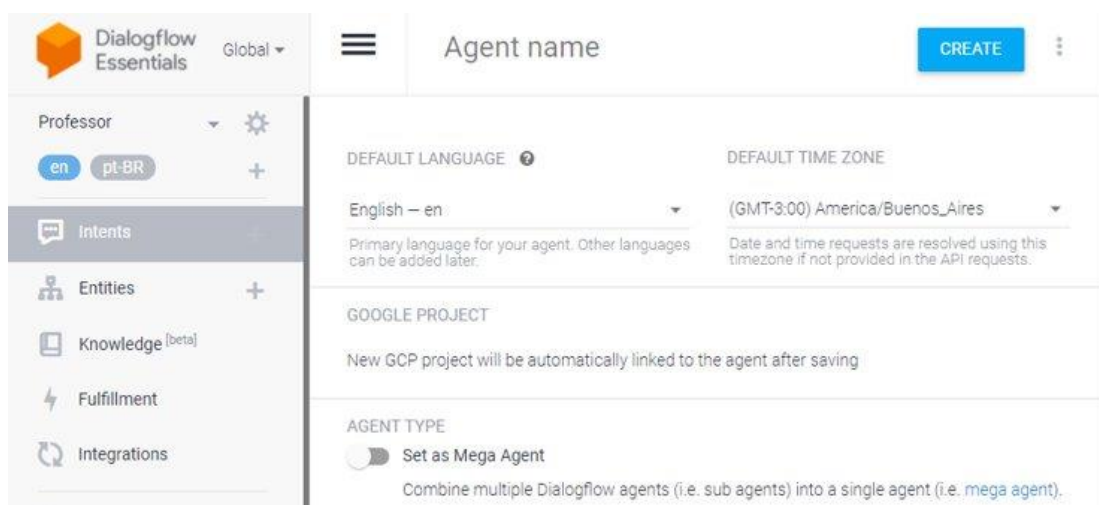 Dialogflow
Essentials
Global
Agent name
CREATE
Professor
en pt-BR
Intents
Entities
Knowledge [beta]
Fulfillment
Integrations
DEFAULT LANGUAGE
English — en
Primary language for your agent. Other languages
can be added later.
DEFAULT TIME ZONE
(GMT-3:00) America/Buenos_Aires
Date and time requests are resolved using this
timezone if not provided in the API requests.
GOOGLE PROJECT
New GCP project will be automatically linked to the agent after saving
AGENT TYPE
Set as Mega Agent
Combine multiple Dialogflow agents (i.e. sub agents) into a single agent (i.e. mega agent).